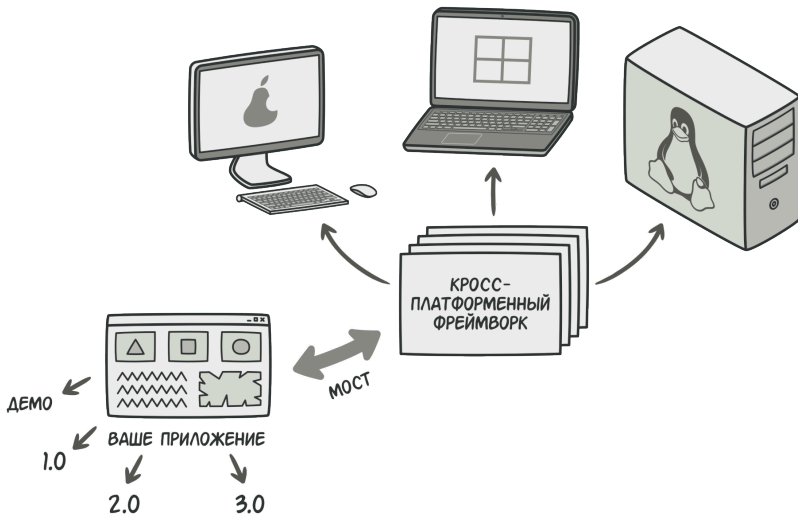 КРОСС-
ПЛАТФОРМЕННЫЙ
ФРЕЙМВОРК
МОСТ
ДЕМО
ВАШЕ ПРИЛОЖЕНИЕ
1.0
2.0
3.0